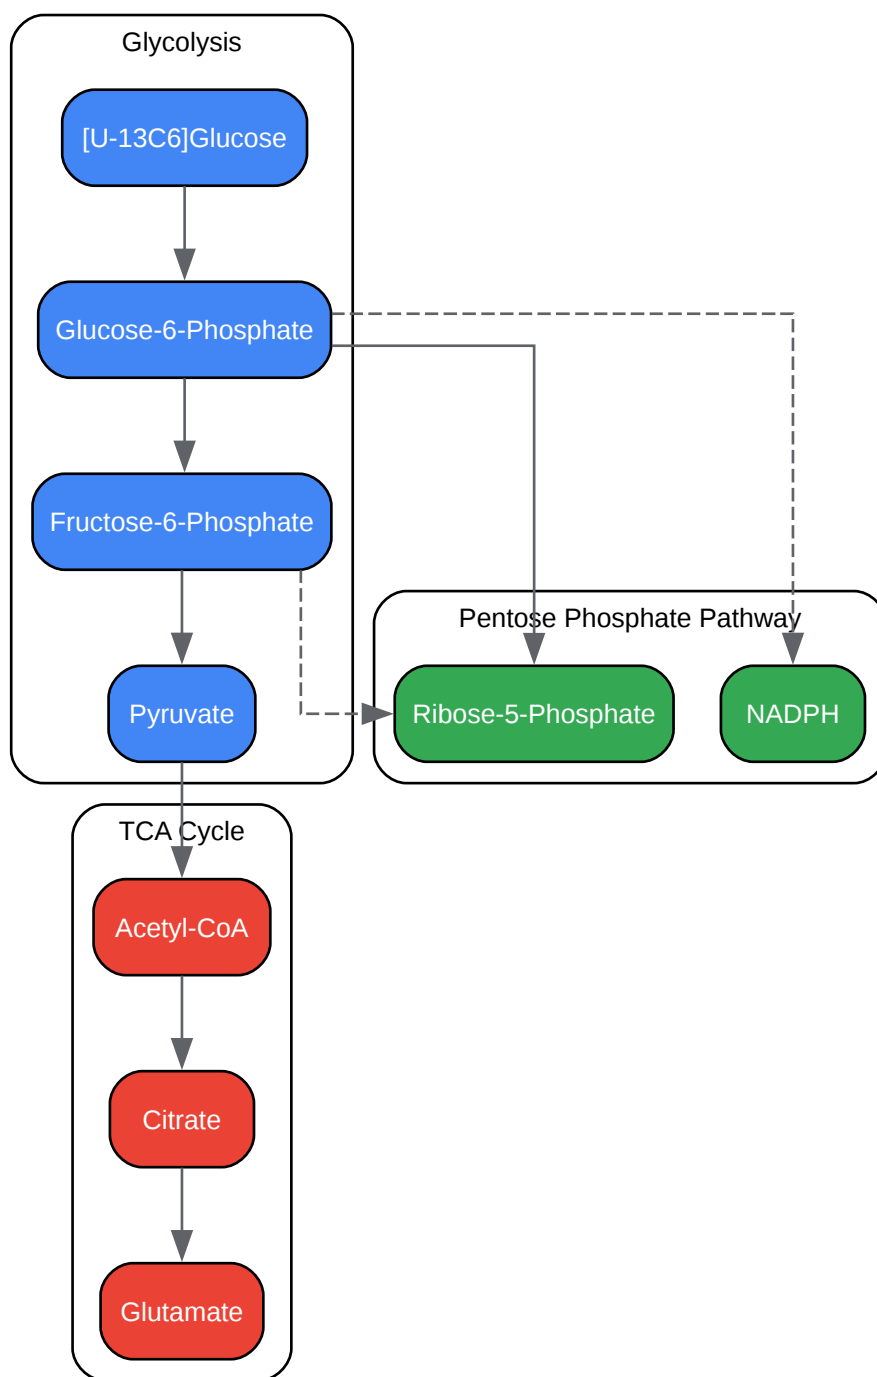 Glycolysis
[U-13C6]Glucose
Glucose-6-Phosphate
Fructose-6-Phosphate
Pentose Phosphate Pathway
Pyruvate
Ribose-5-Phosphate
NADPH
TCA Cycle
Acetyl-CoA
Citrate
Glutamate